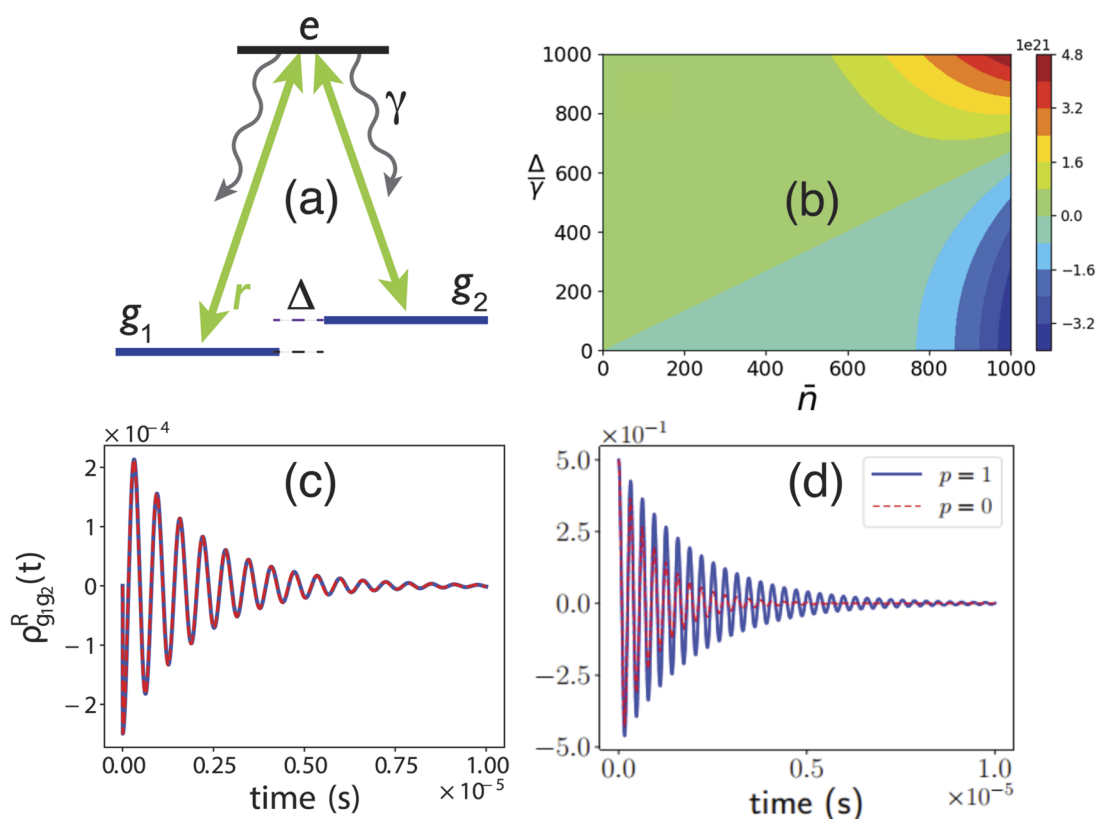 e
γ
(a)
r
Δ
g1
g2
1e21
1000
800
600
400
200
0
Δ/γ
(b)
0 200 400 600 800 1000
n̄
4.8
3.2
1.6
0.0
−1.6
−3.2
×10⁻⁴
(c)
2
1
0
−1
−2
ρᴿg₁g₂(t)
0.00 0.25 0.5 0.75 1.00
×10⁻⁵
time (s)
×10⁻¹
(d)
p = 1
p = 0
5.0
2.5
0.0
−2.5
−5.0
0.0 0.5 1.0
×10⁻⁵
time (s)